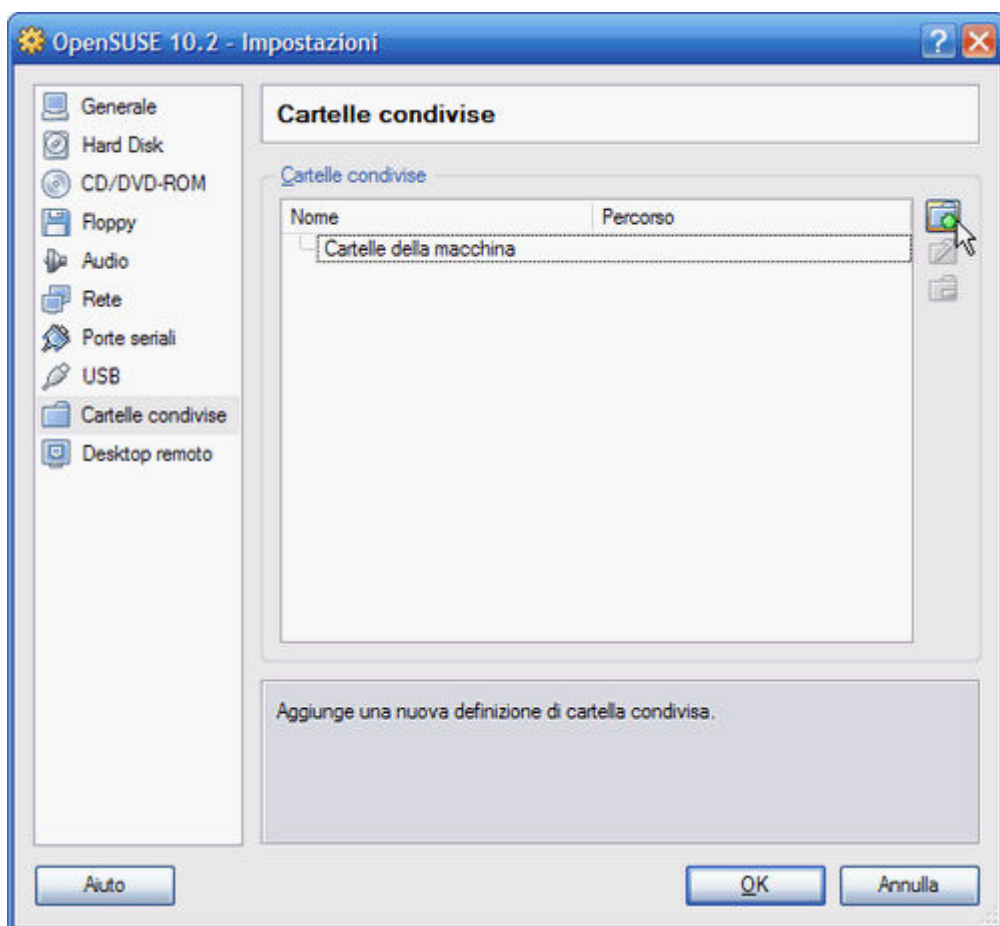 OpenSUSE 10.2 - Impostazioni
Generale
Hard Disk
CD/DVD-ROM
Floppy
Audio
Rete
Porte seriali
USB
Cartelle condivise
Desktop remoto
Cartelle condivise
Cartelle condivise
Nome Percorso
Cartelle della macchina
Aggiunge una nuova definizione di cartella condivisa.
Aiuto OK Annulla